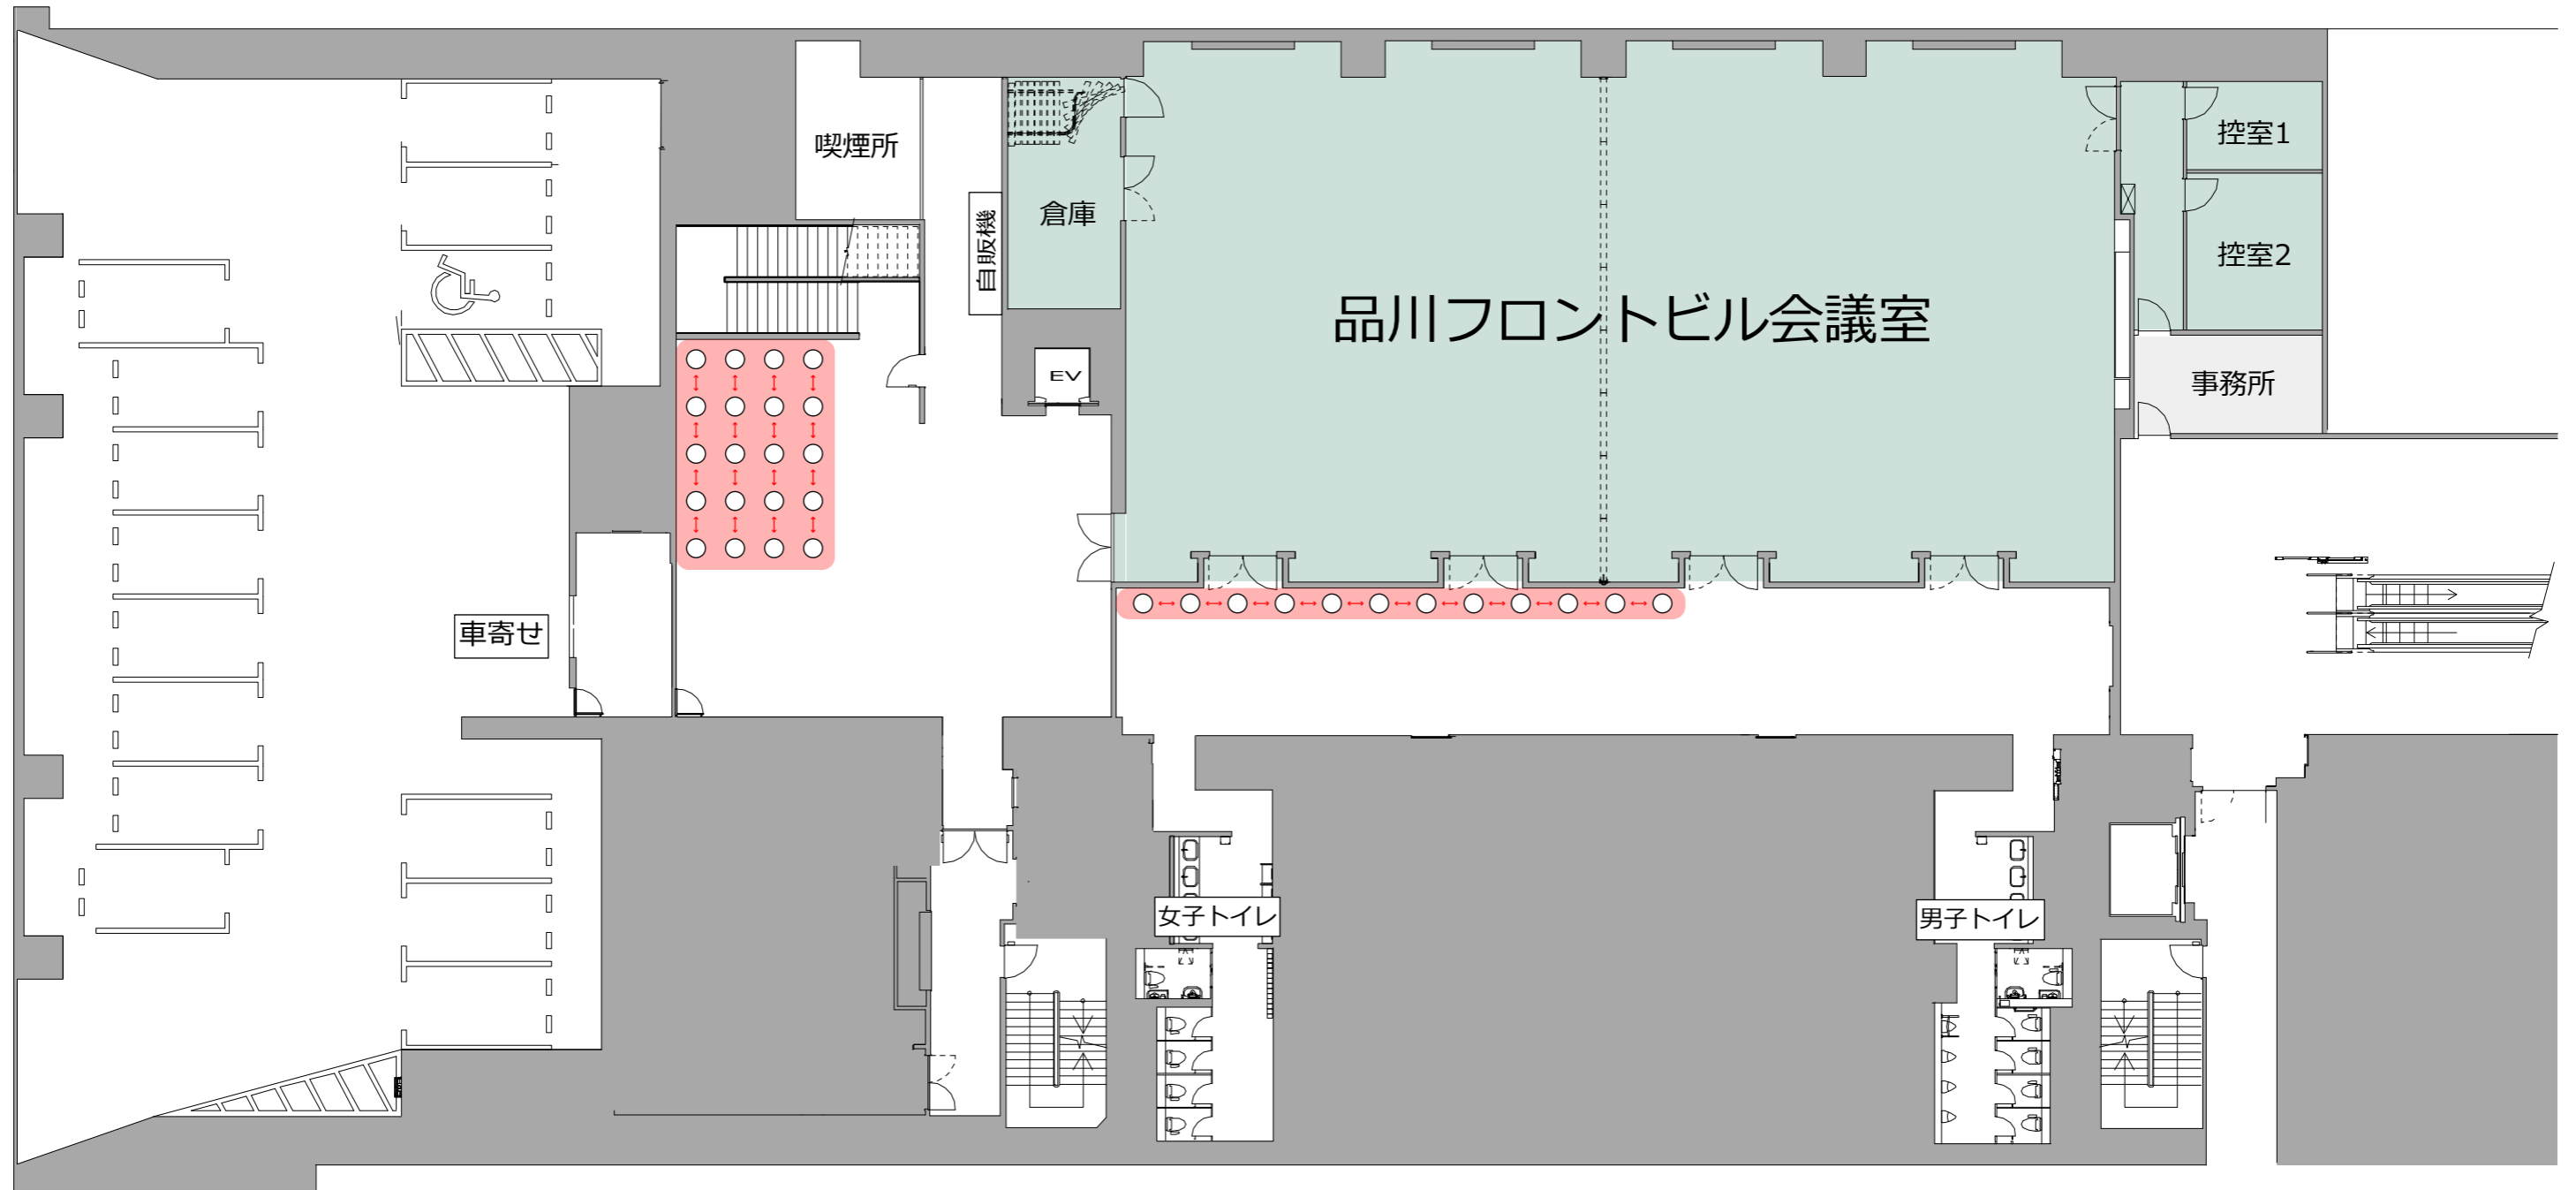 喫煙所
自販機
倉庫
EV
品川フロントビル会議室
控室1
控室2
事務所
車寄せ
女子トイレ
男子トイレ